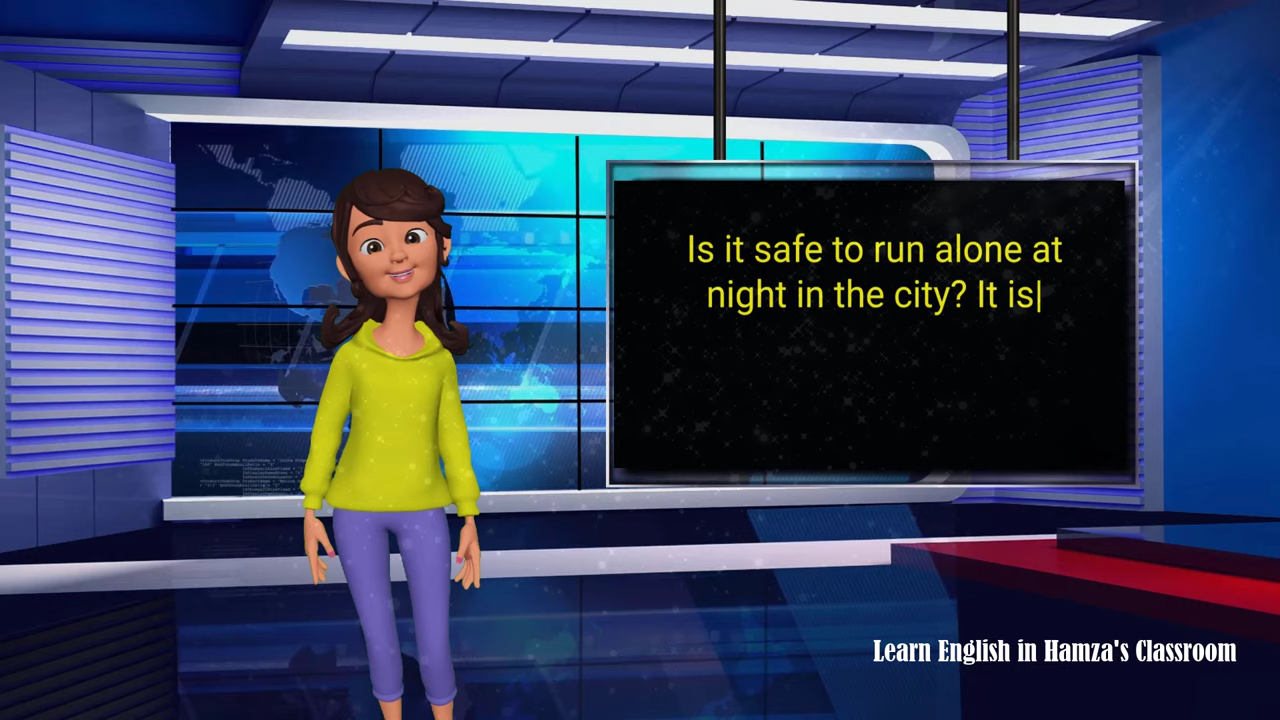 Is it safe to run alone at
night in the city? It is|
Learn English in Hamza's Classroom